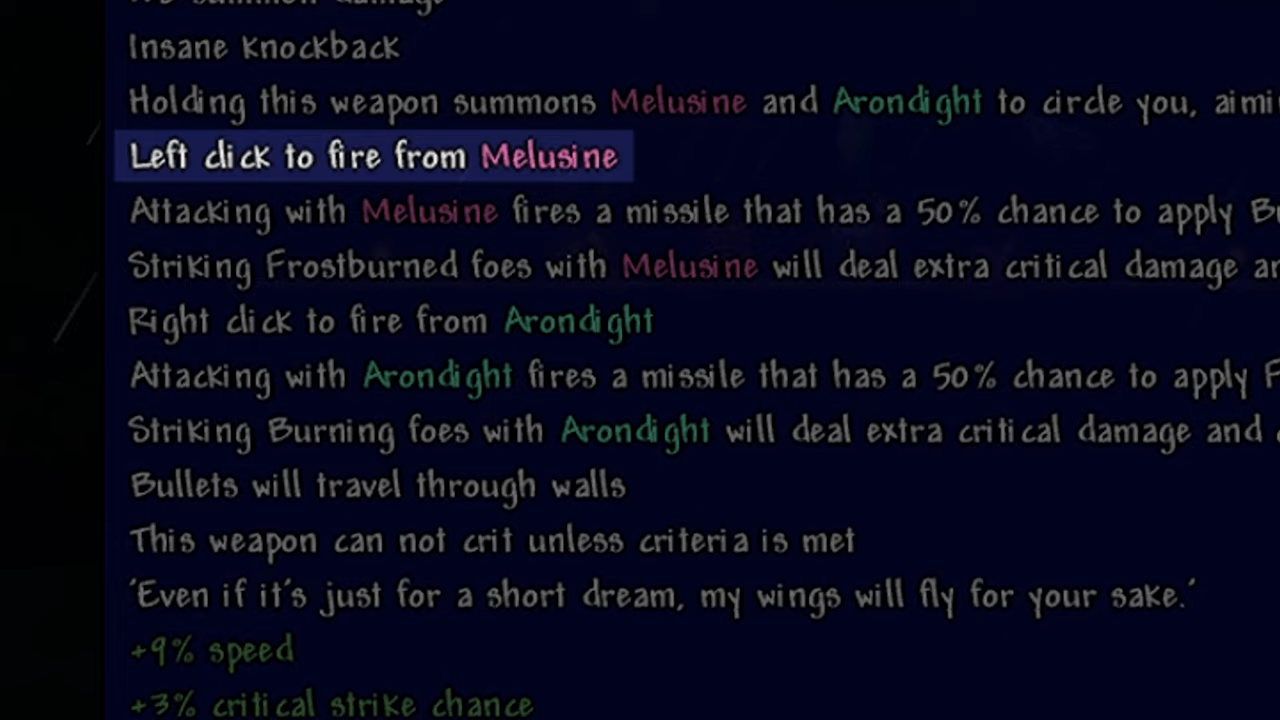 summon damage
Insane knockback
Holding this weapon summons Melusine and Arondight to circle you, aimi
Left click to fire from Melusine
Attacking with Melusine fires a missile that has a 50% chance to apply B
Striking Frostburned foes with Melusine will deal extra critical damage an
Right click to fire from Arondight
Attacking with Arondight fires a missile that has a 50% chance to apply F
Striking Burning foes with Arondight will deal extra critical damage and
Bullets will travel through walls
This weapon can not crit unless criteria is met
'Even if it's just for a short dream, my wings will fly for your sake.'
+9% speed
+3% critical strike chance